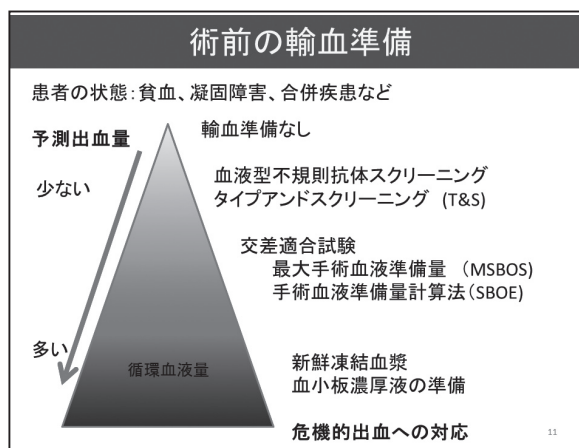 術前の輸血準備
患者の状態：貧血、凝固障害、合併疾患など
予測出血量
輸血準備なし
少ない
血液型不規則抗体スクリーニング
タイプアンドスクリーニング (T&S)
交差適合試験
最大手術血液準備量 （MSBOS)
手術血液準備量計算法（SBOE)
多い
循環血液量
新鮮凍結血漿
血小板濃厚液の準備
危機的出血への対応
11